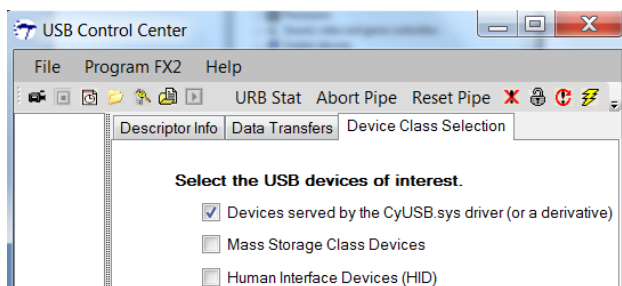 USB Control Center
File Program FX2 Help
URB Stat Abort Pipe Reset Pipe
Descriptor Info Data Transfers Device Class Selection
Select the USB devices of interest.
Devices served by the CyUSB.sys driver (or a derivative)
Mass Storage Class Devices
Human Interface Devices (HID)